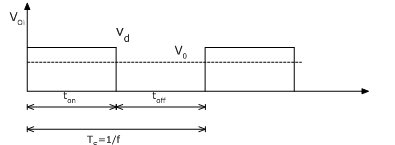 V_oi
V_d
V_0
t_on
t_off
T_s=1/f